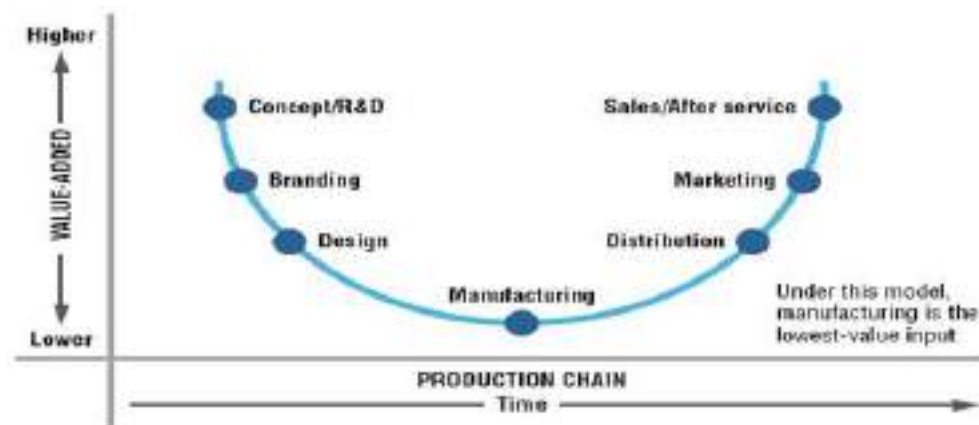 Higher
VALUE-ADDED
Lower
Concept/R&D
Branding
Design
Manufacturing
Sales/After service
Marketing
Distribution
Under this model,
manufacturing is the
lowest-value input
PRODUCTION CHAIN
Time